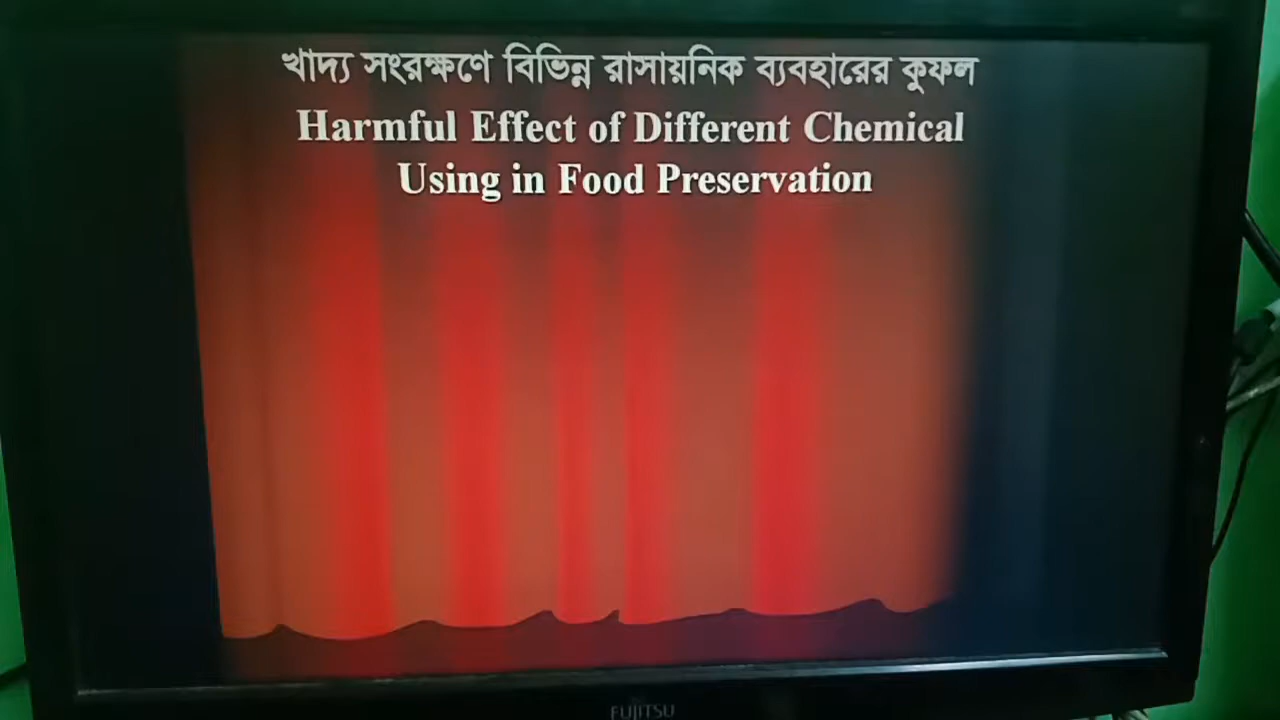 খাদ্য সংরক্ষণে বিভিন্ন রাসায়নিক ব্যবহারের কুফল
Harmful Effect of Different Chemical
Using in Food Preservation
FUJITSU